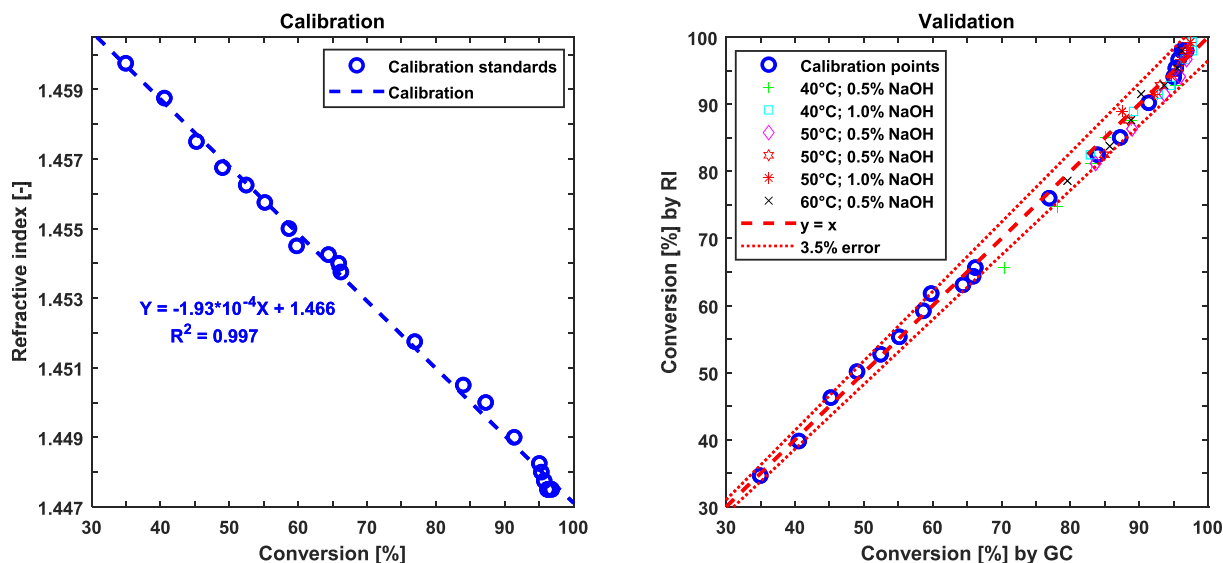 Calibration
Calibration standards
Calibration
Y = -1.93*10⁻⁴X + 1.466
R² = 0.997
Refractive index [-]
1.459
1.457
1.455
1.453
1.451
1.449
1.447
30 40 50 60 70 80 90 100
Conversion [%]
Validation
Calibration points
40°C; 0.5% NaOH
40°C; 1.0% NaOH
50°C; 0.5% NaOH
50°C; 0.5% NaOH
50°C; 1.0% NaOH
60°C; 0.5% NaOH
y = x
3.5% error
Conversion [%] by RI
100
90
80
70
60
50
40
30
30 40 50 60 70 80 90 100
Conversion [%] by GC